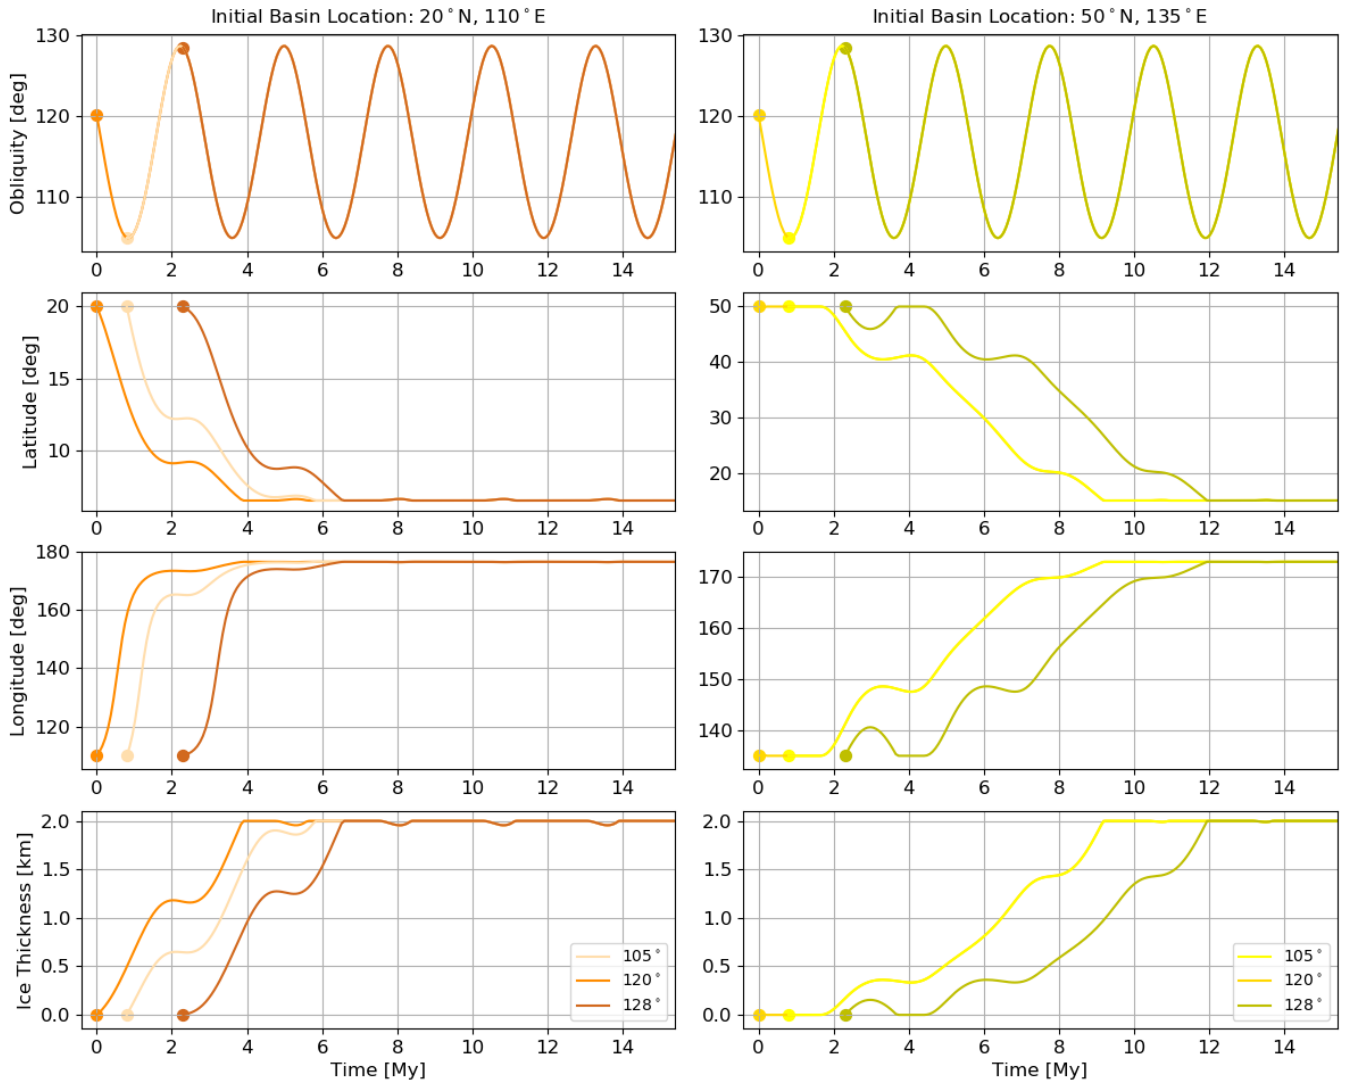 Initial Basin Location: 20°N, 110°E
Initial Basin Location: 50°N, 135°E
Obliquity [deg]
130
120
110
0 2 4 6 8 10 12 14
130
120
110
0 2 4 6 8 10 12 14
Latitude [deg]
20
15
10
0 2 4 6 8 10 12 14
50
40
30
20
0 2 4 6 8 10 12 14
Longitude [deg]
180
160
140
120
0 2 4 6 8 10 12 14
170
160
150
140
0 2 4 6 8 10 12 14
Ice Thickness [km]
2.0
1.5
1.0
0.5
0.0
105°
120°
128°
0 2 4 6 8 10 12 14
Time [My]
2.0
1.5
1.0
0.5
0.0
105°
120°
128°
0 2 4 6 8 10 12 14
Time [My]